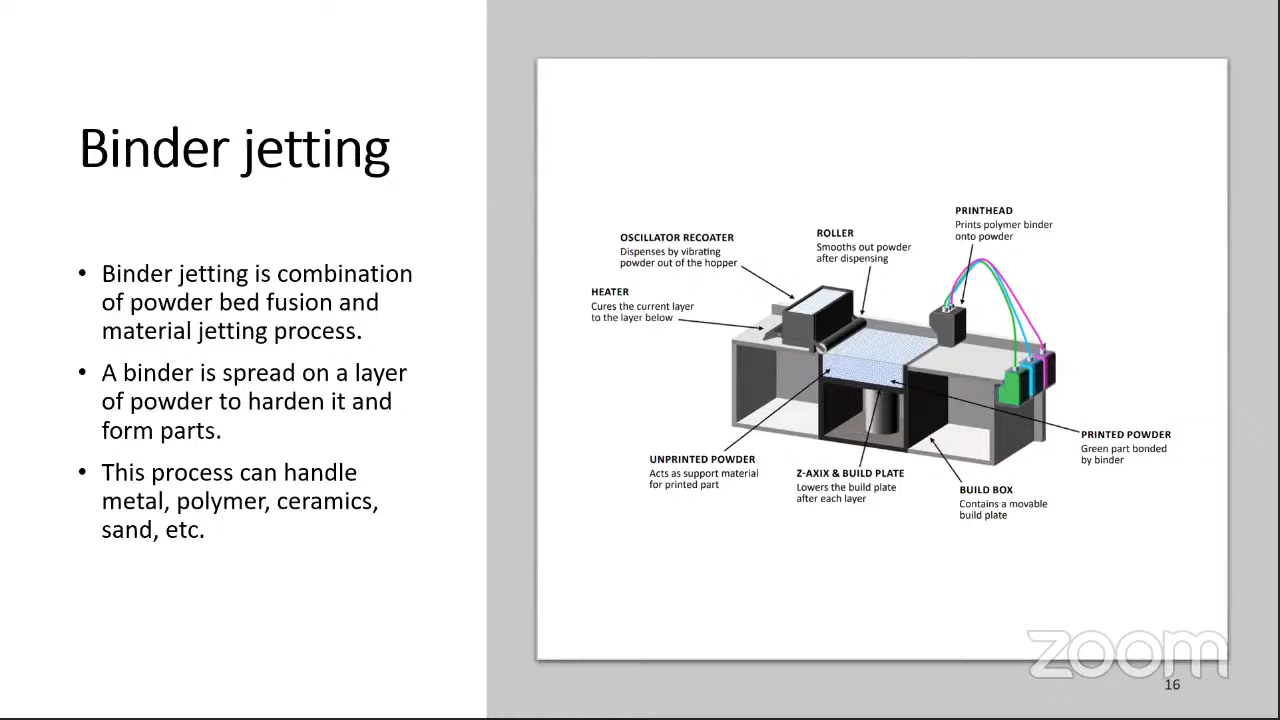 Binder jetting
• Binder jetting is combination
of powder bed fusion and
material jetting process.
• A binder is spread on a layer
of powder to harden it and
form parts.
• This process can handle
metal, polymer, ceramics,
sand, etc.
PRINTHEAD
Prints polymer binder
onto powder
ROLLER
Smooths out powder
after dispensing
OSCILLATOR RECOATER
Dispenses by vibrating
powder out of the hopper
HEATER
Cures the current layer
to the layer below
UNPRINTED POWDER
Acts as support material
for printed part
Z-AXIX & BUILD PLATE
Lowers the build plate
after each layer
BUILD BOX
Contains a movable
build plate
PRINTED POWDER
Green part bonded
by binder
zoom
16